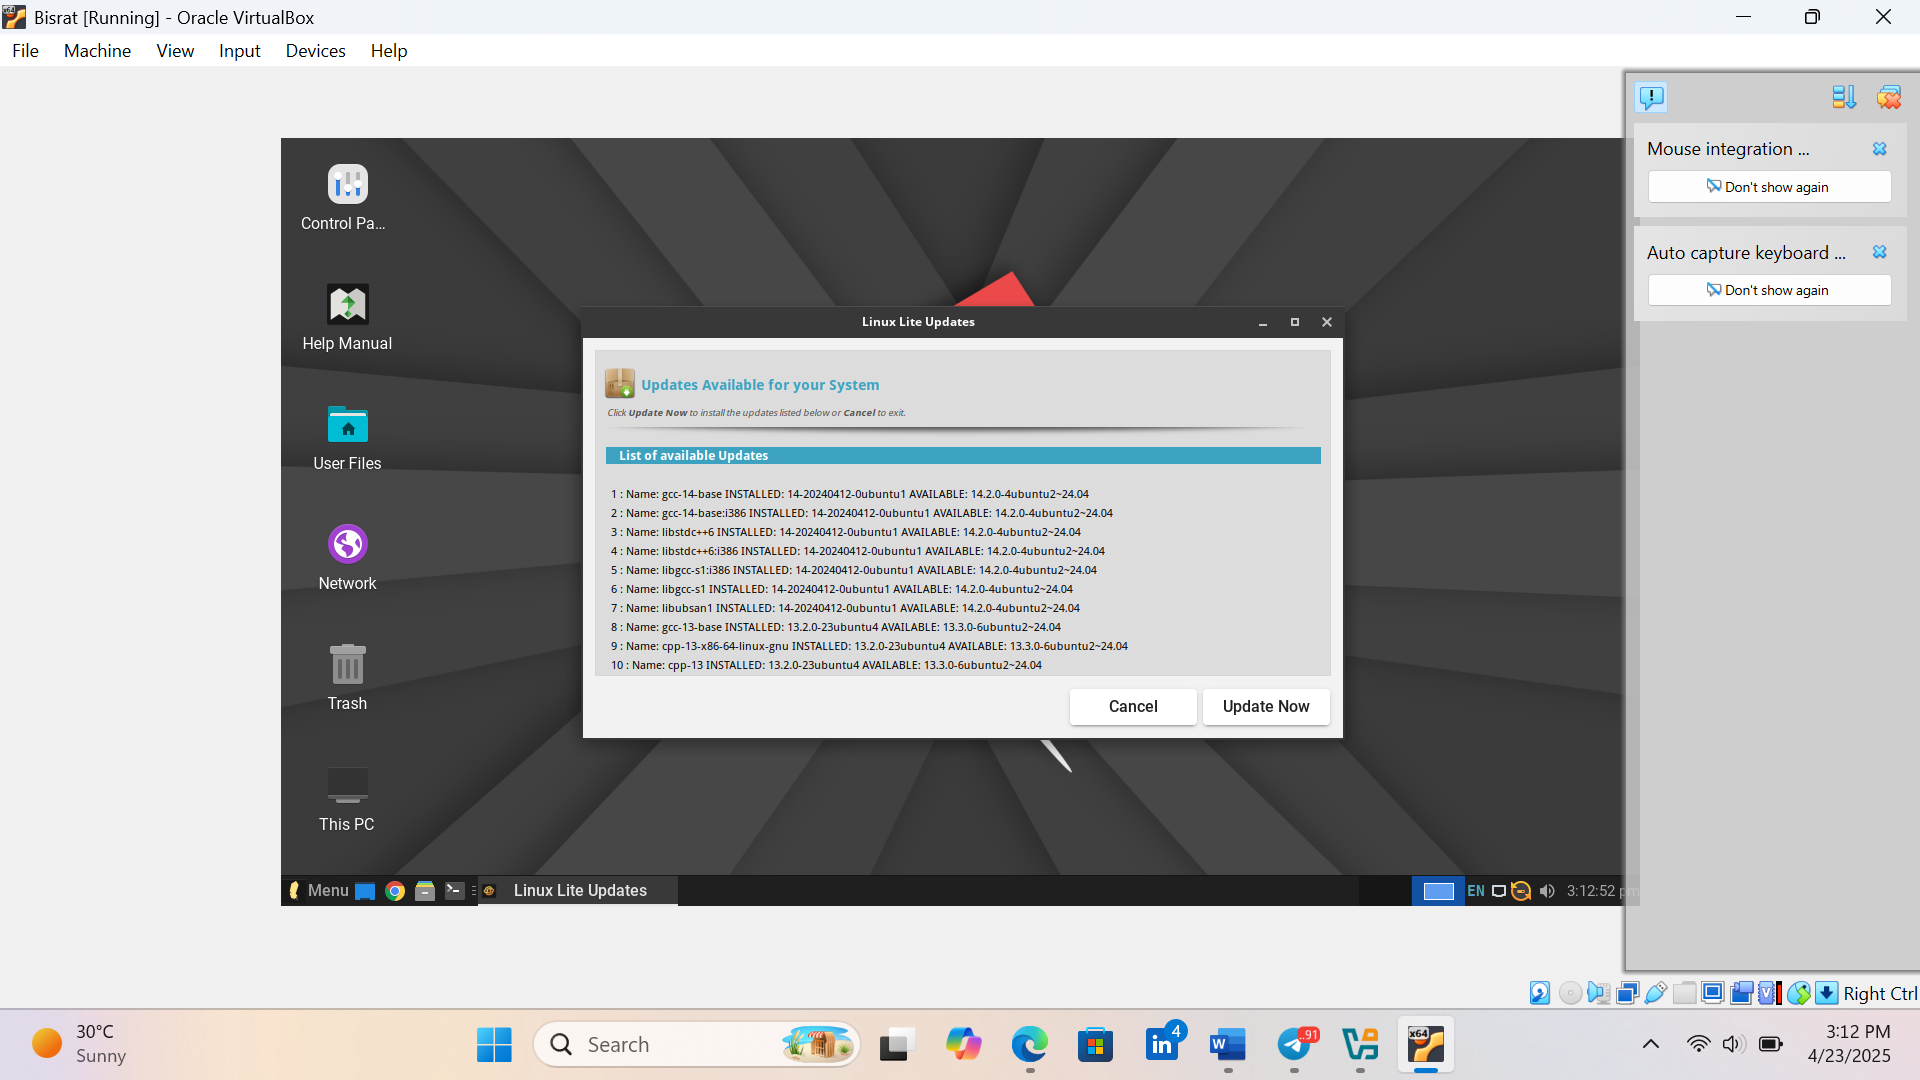 Bisrat [Running] - Oracle VirtualBox
File Machine View Input Devices Help
Mouse integration ...
Don't show again
Auto capture keyboard ...
Don't show again
Control Pa...
Help Manual
User Files
Network
Trash
This PC
Linux Lite Updates
Updates Available for your System
Click Update Now to install the updates listed below or Cancel to exit.
List of available Updates
1 : Name: gcc-14-base INSTALLED: 14-20240412-0ubuntu1 AVAILABLE: 14.2.0-4ubuntu2~24.04
2 : Name: gcc-14-base:i386 INSTALLED: 14-20240412-0ubuntu1 AVAILABLE: 14.2.0-4ubuntu2~24.04
3 : Name: libstdc++6 INSTALLED: 14-20240412-0ubuntu1 AVAILABLE: 14.2.0-4ubuntu2~24.04
4 : Name: libstdc++6:i386 INSTALLED: 14-20240412-0ubuntu1 AVAILABLE: 14.2.0-4ubuntu2~24.04
5 : Name: libgcc-s1:i386 INSTALLED: 14-20240412-0ubuntu1 AVAILABLE: 14.2.0-4ubuntu2~24.04
6 : Name: libgcc-s1 INSTALLED: 14-20240412-0ubuntu1 AVAILABLE: 14.2.0-4ubuntu2~24.04
7 : Name: libubsan1 INSTALLED: 14-20240412-0ubuntu1 AVAILABLE: 14.2.0-4ubuntu2~24.04
8 : Name: gcc-13-base INSTALLED: 13.2.0-23ubuntu4 AVAILABLE: 13.3.0-6ubuntu2~24.04
9 : Name: cpp-13-x86-64-linux-gnu INSTALLED: 13.2.0-23ubuntu4 AVAILABLE: 13.3.0-6ubuntu2~24.04
10 : Name: cpp-13 INSTALLED: 13.2.0-23ubuntu4 AVAILABLE: 13.3.0-6ubuntu2~24.04
Cancel Update Now
Menu Linux Lite Updates EN 3:12:52 pm
Right Ctrl
30°C
Sunny
Search
4
..91
x64
3:12 PM
4/23/2025